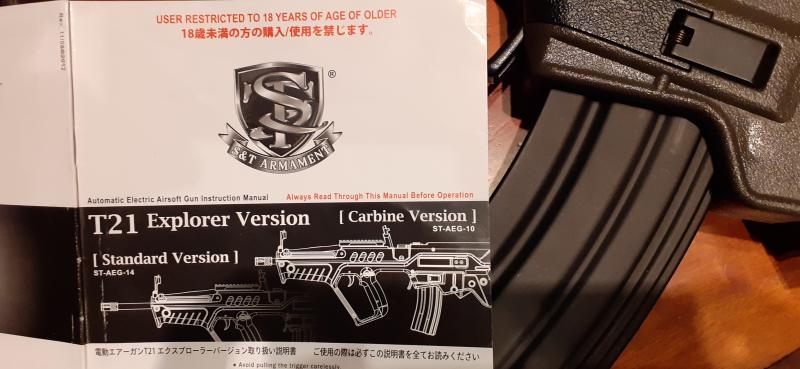 USER RESTRICTED TO 18 YEARS OF AGE OF OLDER
18歳未満の方の購入/使用を禁じます。
®
S&T ARMAMENT
Automatic Electric Airsoft Gun Instruction Manual
Always Read Through This Manual Before Operation
T21 Explorer Version
[ Carbine Version ]
ST-AEG-10
[ Standard Version ]
ST-AEG-14
電動エアーガンT21 エクスプローラーバージョン取り扱い説明書
ご使用の際は必ずこの説明書を全てお読みください
● Avoid pulling the trigger carelessly.